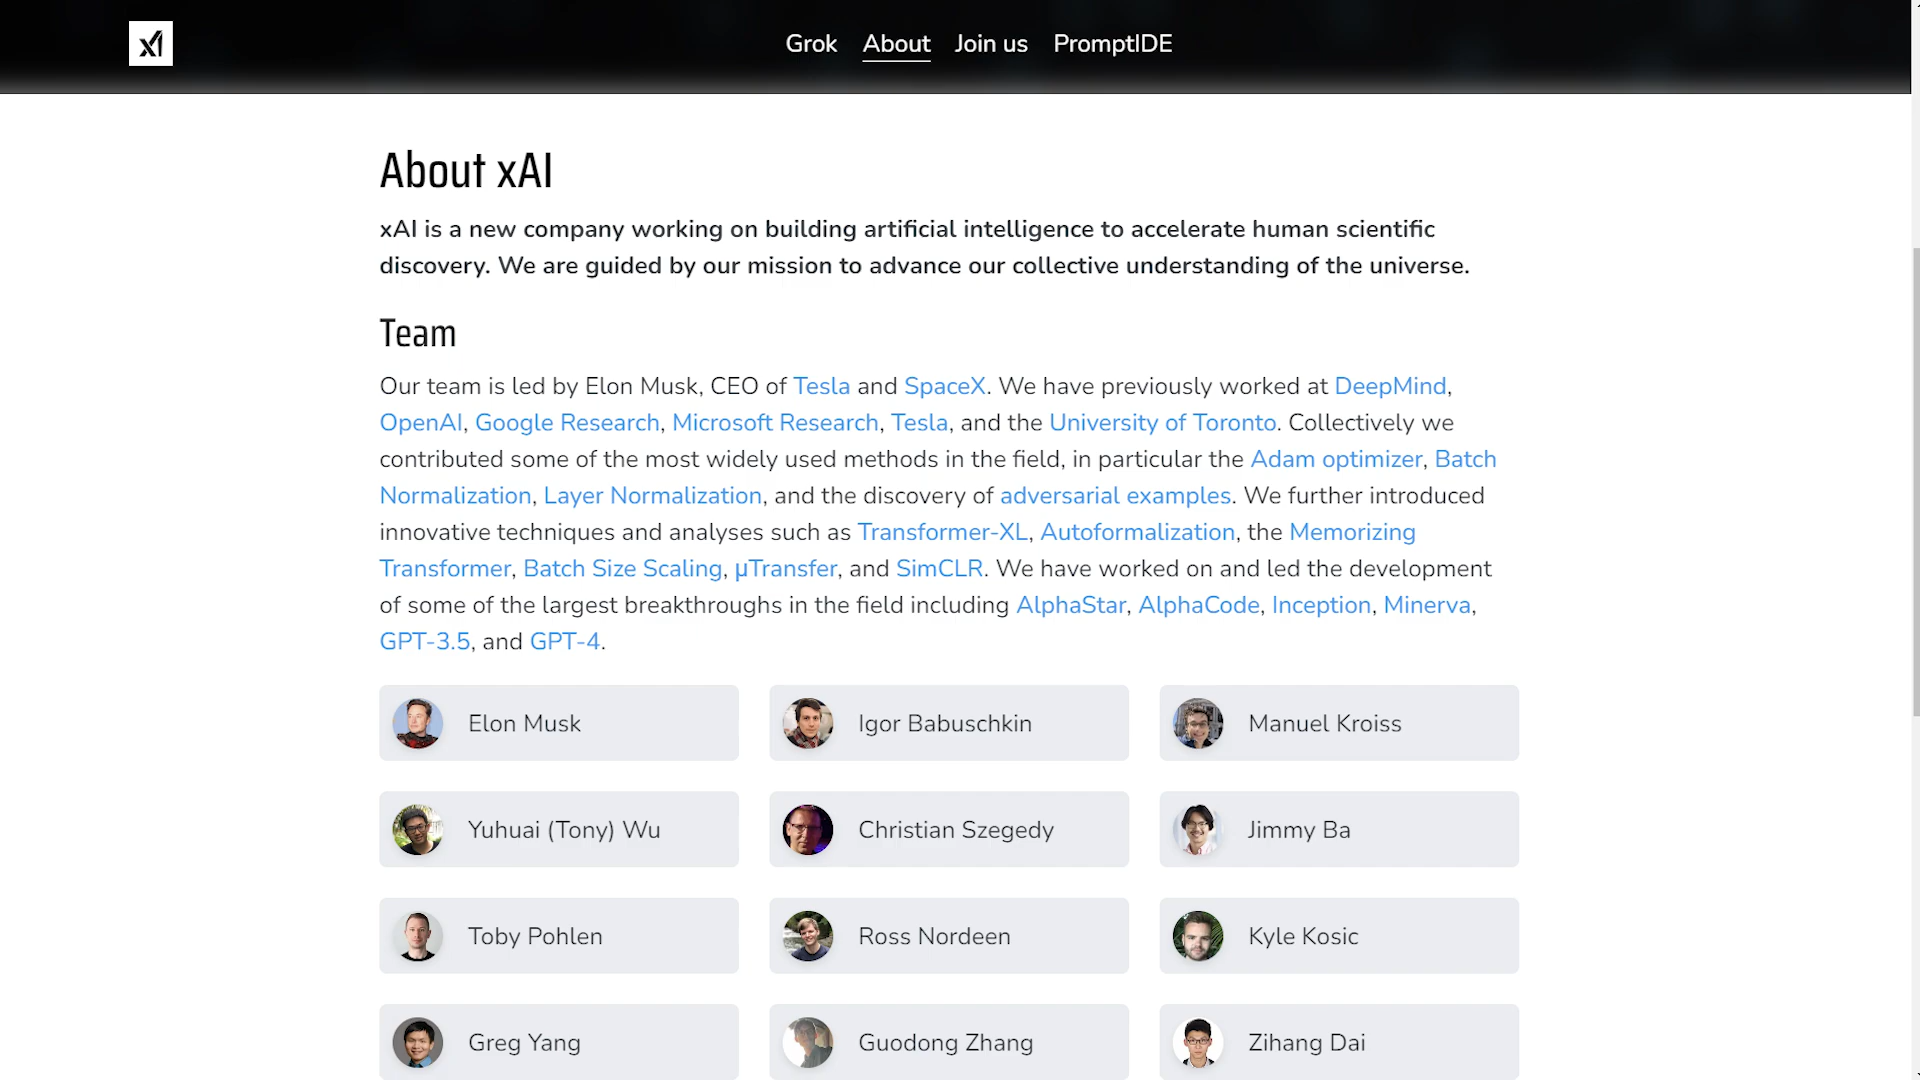 xI
Grok About Join us PromptIDE
About xAI
xAI is a new company working on building artificial intelligence to accelerate human scientific
discovery. We are guided by our mission to advance our collective understanding of the universe.
Team
Our team is led by Elon Musk, CEO of Tesla and SpaceX. We have previously worked at DeepMind,
OpenAI, Google Research, Microsoft Research, Tesla, and the University of Toronto. Collectively we
contributed some of the most widely used methods in the field, in particular the Adam optimizer, Batch
Normalization, Layer Normalization, and the discovery of adversarial examples. We further introduced
innovative techniques and analyses such as Transformer-XL, Autoformalization, the Memorizing
Transformer, Batch Size Scaling, μTransfer, and SimCLR. We have worked on and led the development
of some of the largest breakthroughs in the field including AlphaStar, AlphaCode, Inception, Minerva,
GPT-3.5, and GPT-4.
Elon Musk
Igor Babuschkin
Manuel Kroiss
Yuhuai (Tony) Wu
Christian Szegedy
Jimmy Ba
Toby Pohlen
Ross Nordeen
Kyle Kosic
Greg Yang
Guodong Zhang
Zihang Dai